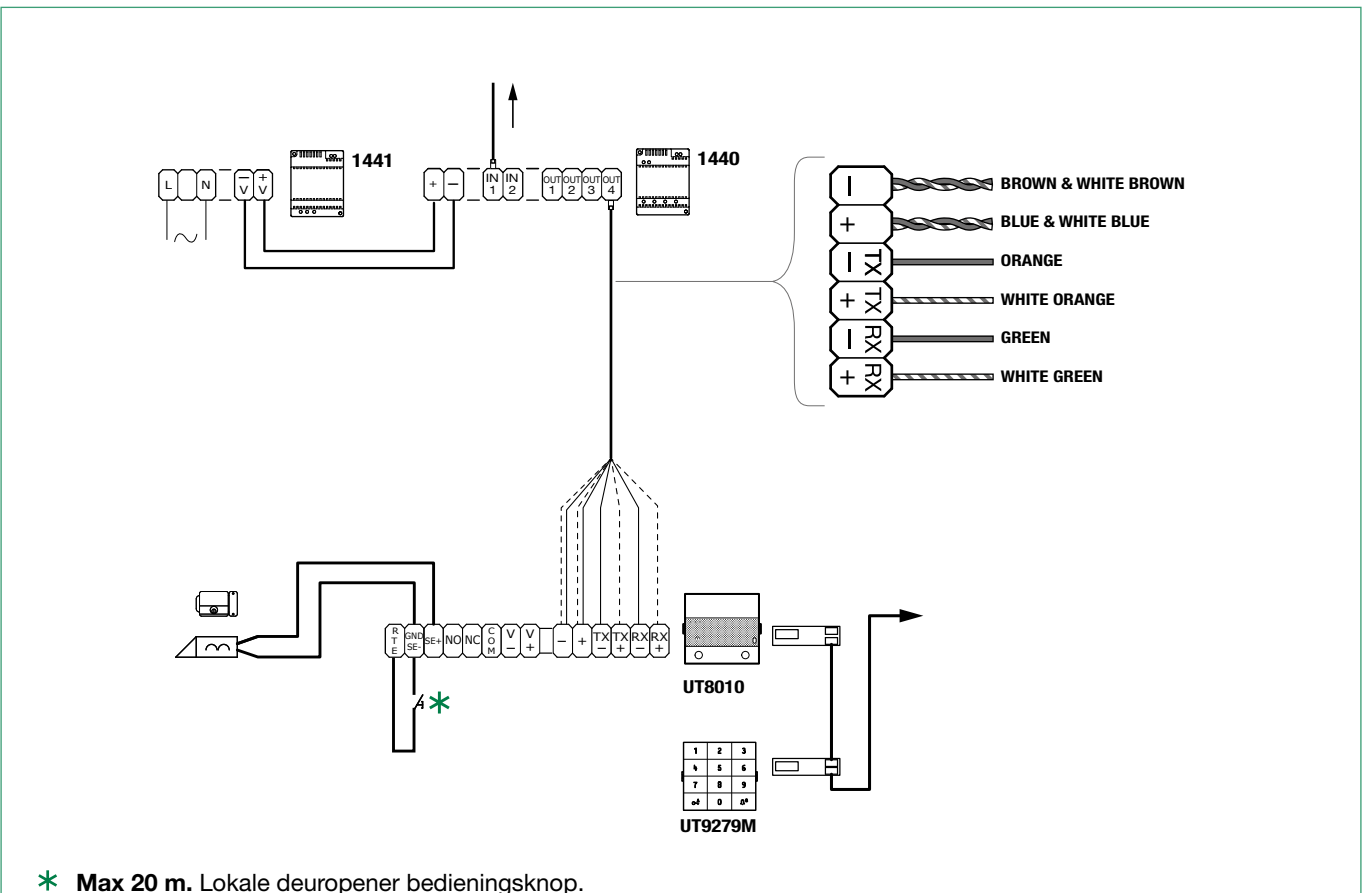 1441
1440
L N − V + V
+ − IN 1 IN 2 OUT 1 OUT 2 OUT 3 OUT 4
− BROWN & WHITE BROWN
+ BLUE & WHITE BLUE
− TX ORANGE
+ TX WHITE ORANGE
− RX GREEN
+ RX WHITE GREEN
RTE GND SE- SE+ NO NC COM V − V + − + TX − TX + RX − RX +
UT8010
1 2 3
4 5 6
7 8 9
0
UT9279M
* Max 20 m. Lokale deuropener bedieningsknop.